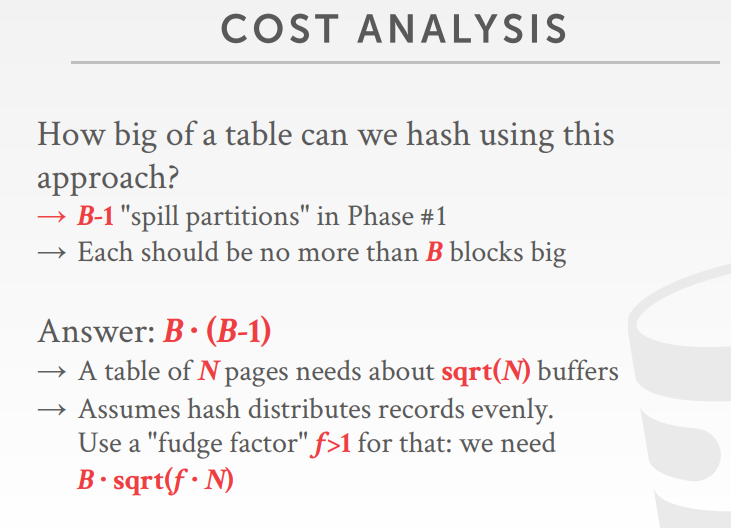 COST ANALYSIS
How big of a table can we hash using this
approach?
→ B-1 "spill partitions" in Phase #1
→ Each should be no more than B blocks big
Answer: B · (B-1)
→ A table of N pages needs about sqrt(N) buffers
→ Assumes hash distributes records evenly.
Use a "fudge factor" f>1 for that: we need
B · sqrt(f · N)